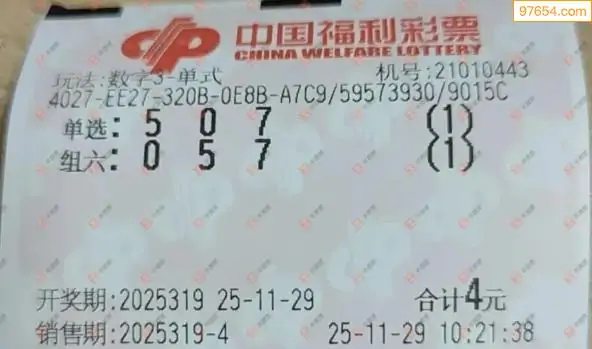 97654.com
中国福利彩票
CHINA WELFARE LOTTERY
玩法:数字3-单式 机号:21010443
4027-EE27-320B-0E8B-A7C9/59573930/9015C
单选: 5 0 7 (1)
组六: 0 5 7 (1)
开奖期:2025319 25-11-29 合计4元
销售期:2025319-4 25-11-29 10:21:38